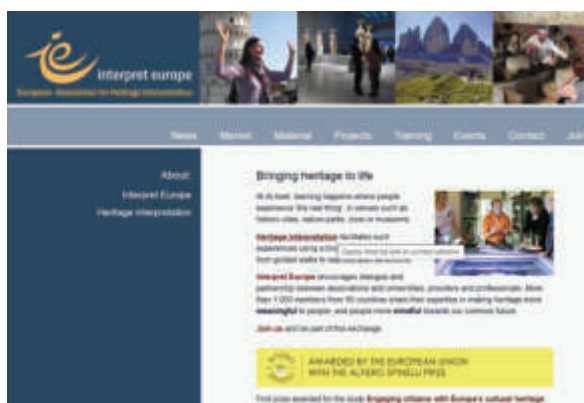 interpret europe
European Association for Heritage Interpretation
News Market Material Projects Training Events Contact
About:
Interpret Europe
Heritage interpretation
Bringing heritage to life
At its best, learning happens where people
experience 'the real thing', in venues such as
historic cities, nature parks, zoos or museums.
Heritage interpretation facilitates such
experiences using
from guided walks to
Interpret Europe encourages dialogue and
partnership between associations and universities, providers and professionals. More
than 1 000 members from 50 countries share their expertise in making heritage more
meaningful to people, and people more mindful towards our common future.
Join us and be part of this exchange.
AWARDED BY THE EUROPEAN UNION
WITH THE ALTIERO SPINELLI PRIZE
First prize awarded for the study Engaging citizens with Europe's cultural heritage